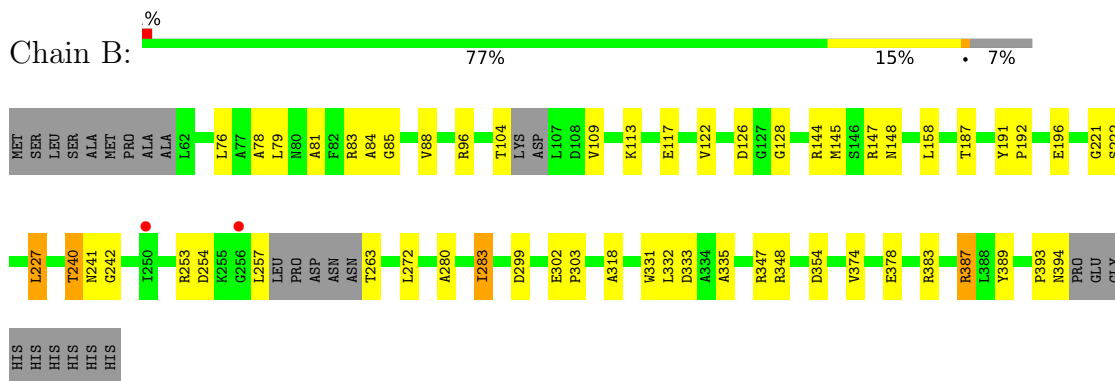 %
Chain B:
77% 15% • 7%
MET SER LEU SER ALA MET PRO ALA ALA L62 L76 A77 A78 L79 N80 A81 F82 R83 A84 G85 V88 R96 T104 LYS ASP L107 D108 V109 K113 E117 V122 D126 G127 G128 R144 M145 S146 R147 N148 L158 T187 Y191 P192 E196 G221 S222
L227 T240 N241 G242 I250 R253 D254 K255 G256 L257 LEU PRO ASP ASN ASN T263 L272 A280 I283 D299 E302 P303 A318 W331 L332 D333 A334 A335 R347 R348 D354 V374 E378 R383 R387 L388 Y389 P393 N394 PRO GLU GLY
HIS HIS HIS HIS HIS HIS